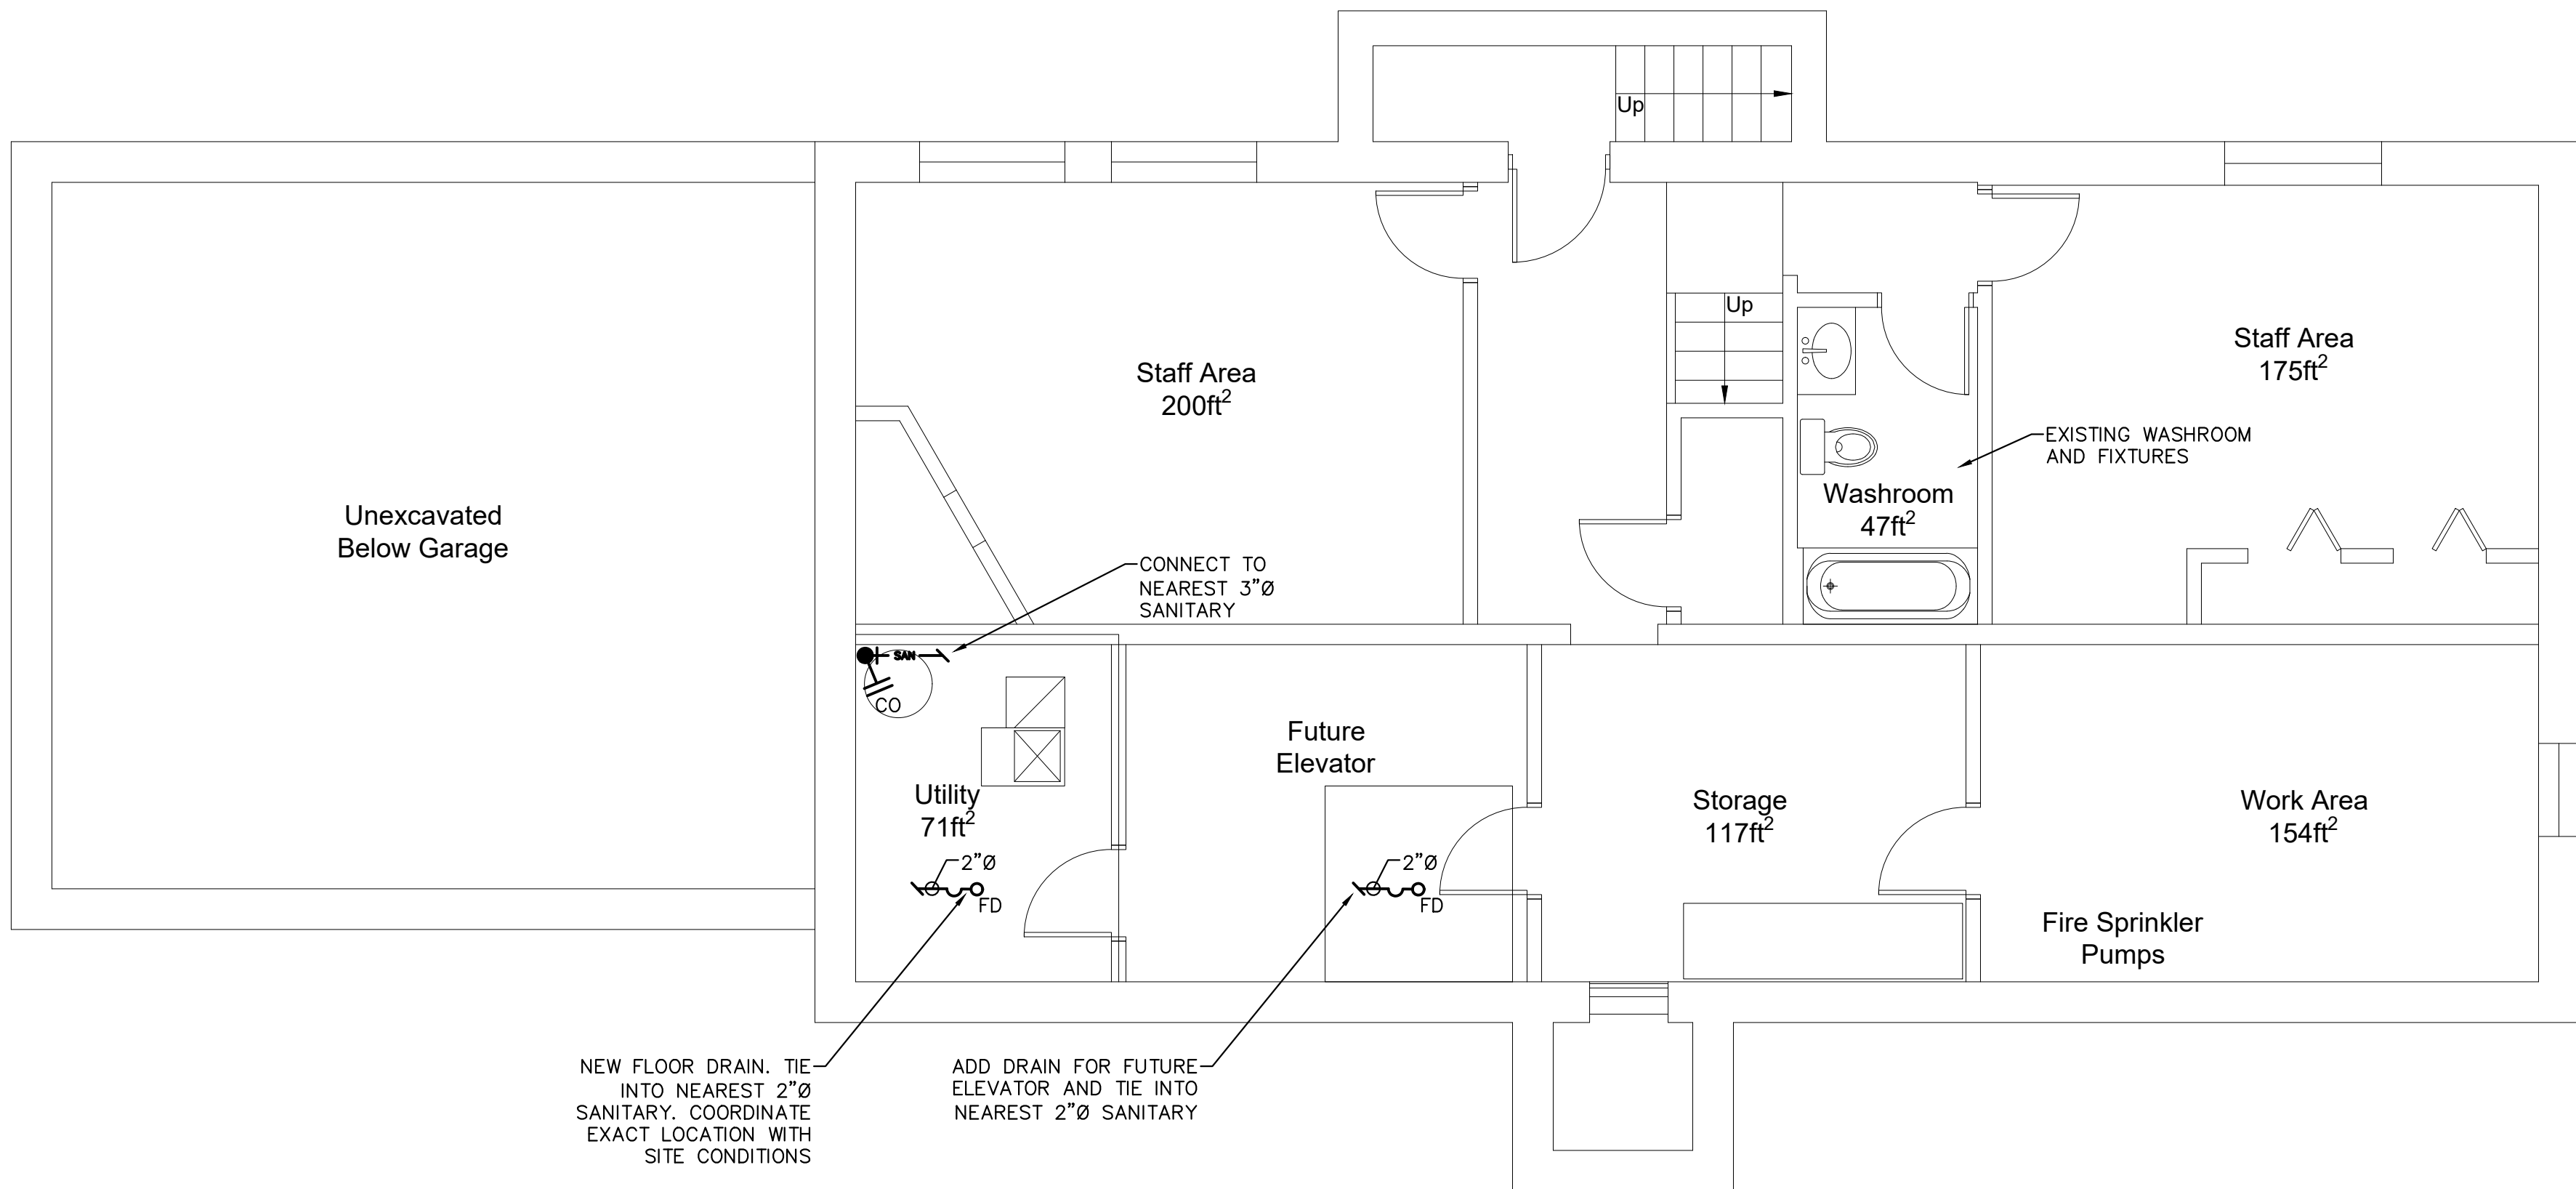 Up
Up
Staff Area
200ft²
Staff Area
175ft²
EXISTING WASHROOM
AND FIXTURES
Washroom
47ft²
Unexcavated
Below Garage
CONNECT TO
NEAREST 3"Ø
SANITARY
SAN
CO
Utility
71ft²
2"Ø
FD
Future
Elevator
2"Ø
FD
Storage
117ft²
Work Area
154ft²
Fire Sprinkler
Pumps
NEW FLOOR DRAIN. TIE
INTO NEAREST 2"Ø
SANITARY. COORDINATE
EXACT LOCATION WITH
SITE CONDITIONS
ADD DRAIN FOR FUTURE
ELEVATOR AND TIE INTO
NEAREST 2"Ø SANITARY